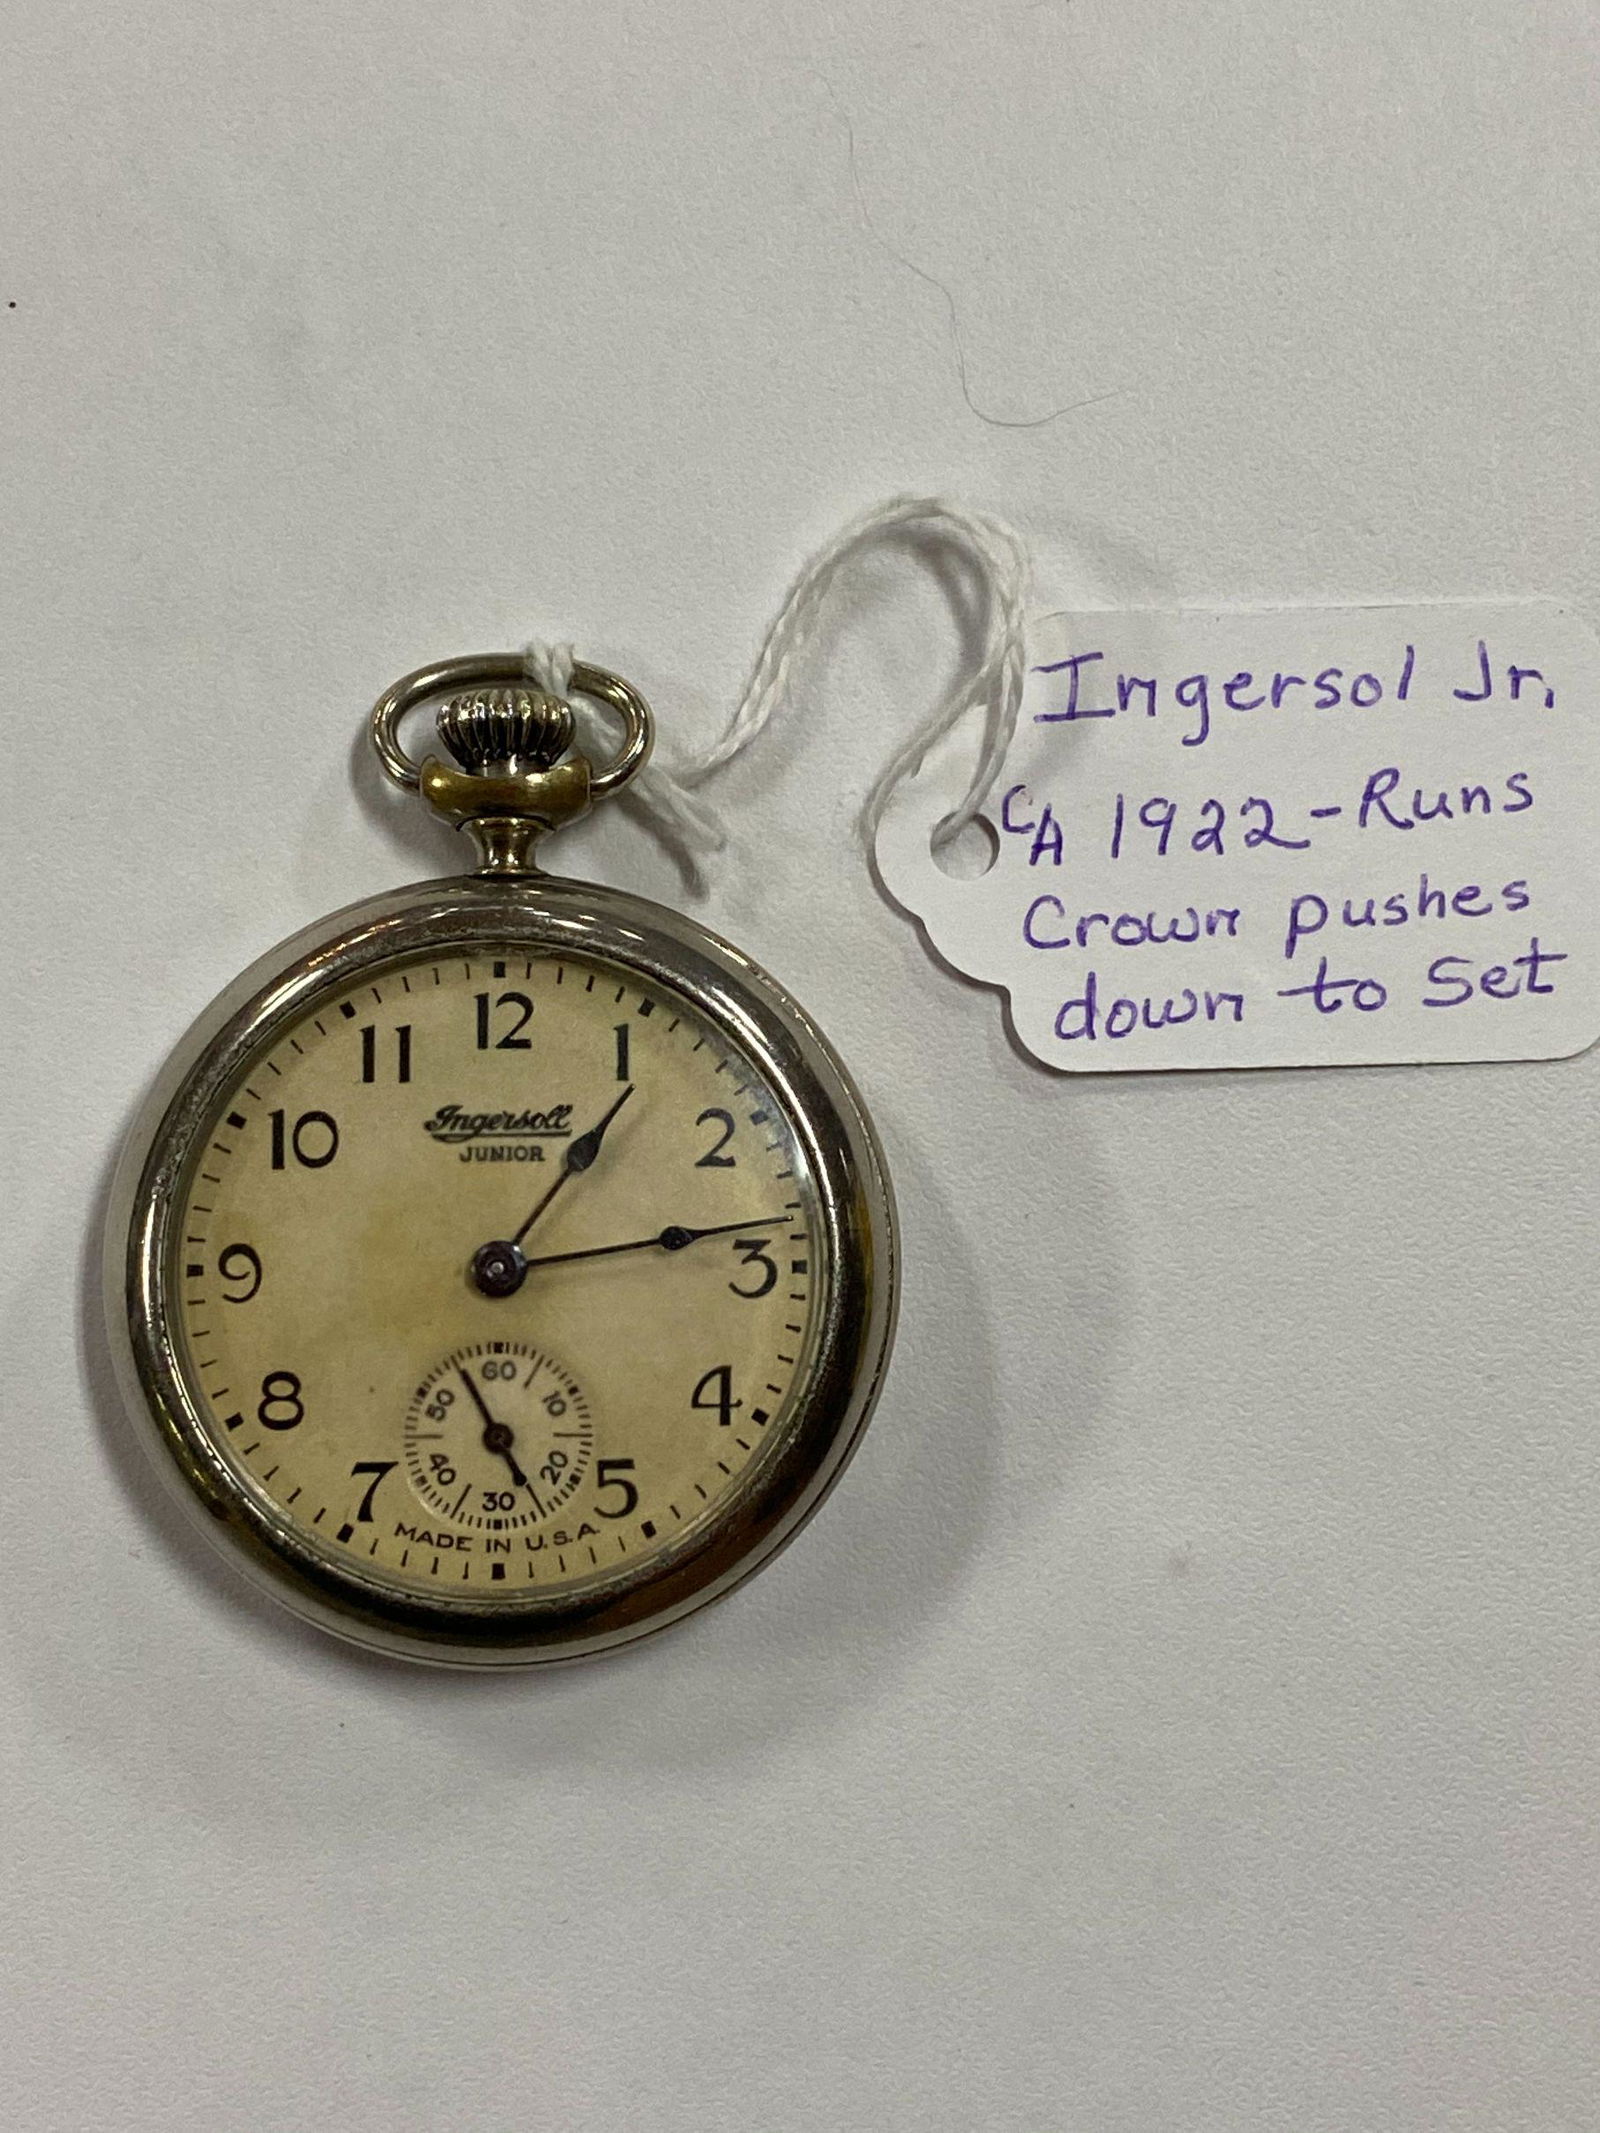 Ingersol Jr.
CA 1922-Runs
Crown pushes
down to Set
12
1
2
3
4
5
7
8
9
10
11
Ingersoll
JUNIOR
60
10
20
30
40
50
MADE IN U.S.A.